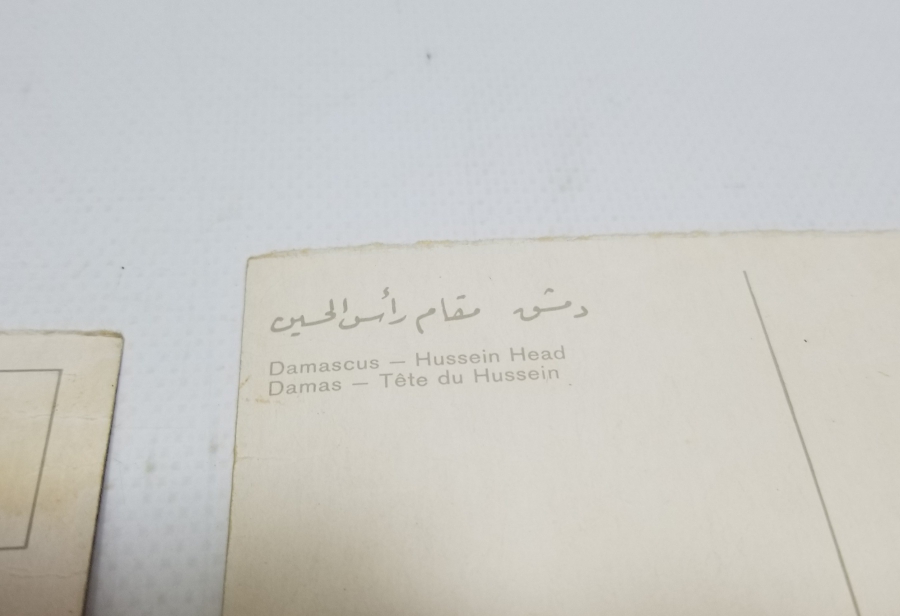 دمشق مقام رأس الحسين
Damascus — Hussein Head
Damas — Tête du Hussein